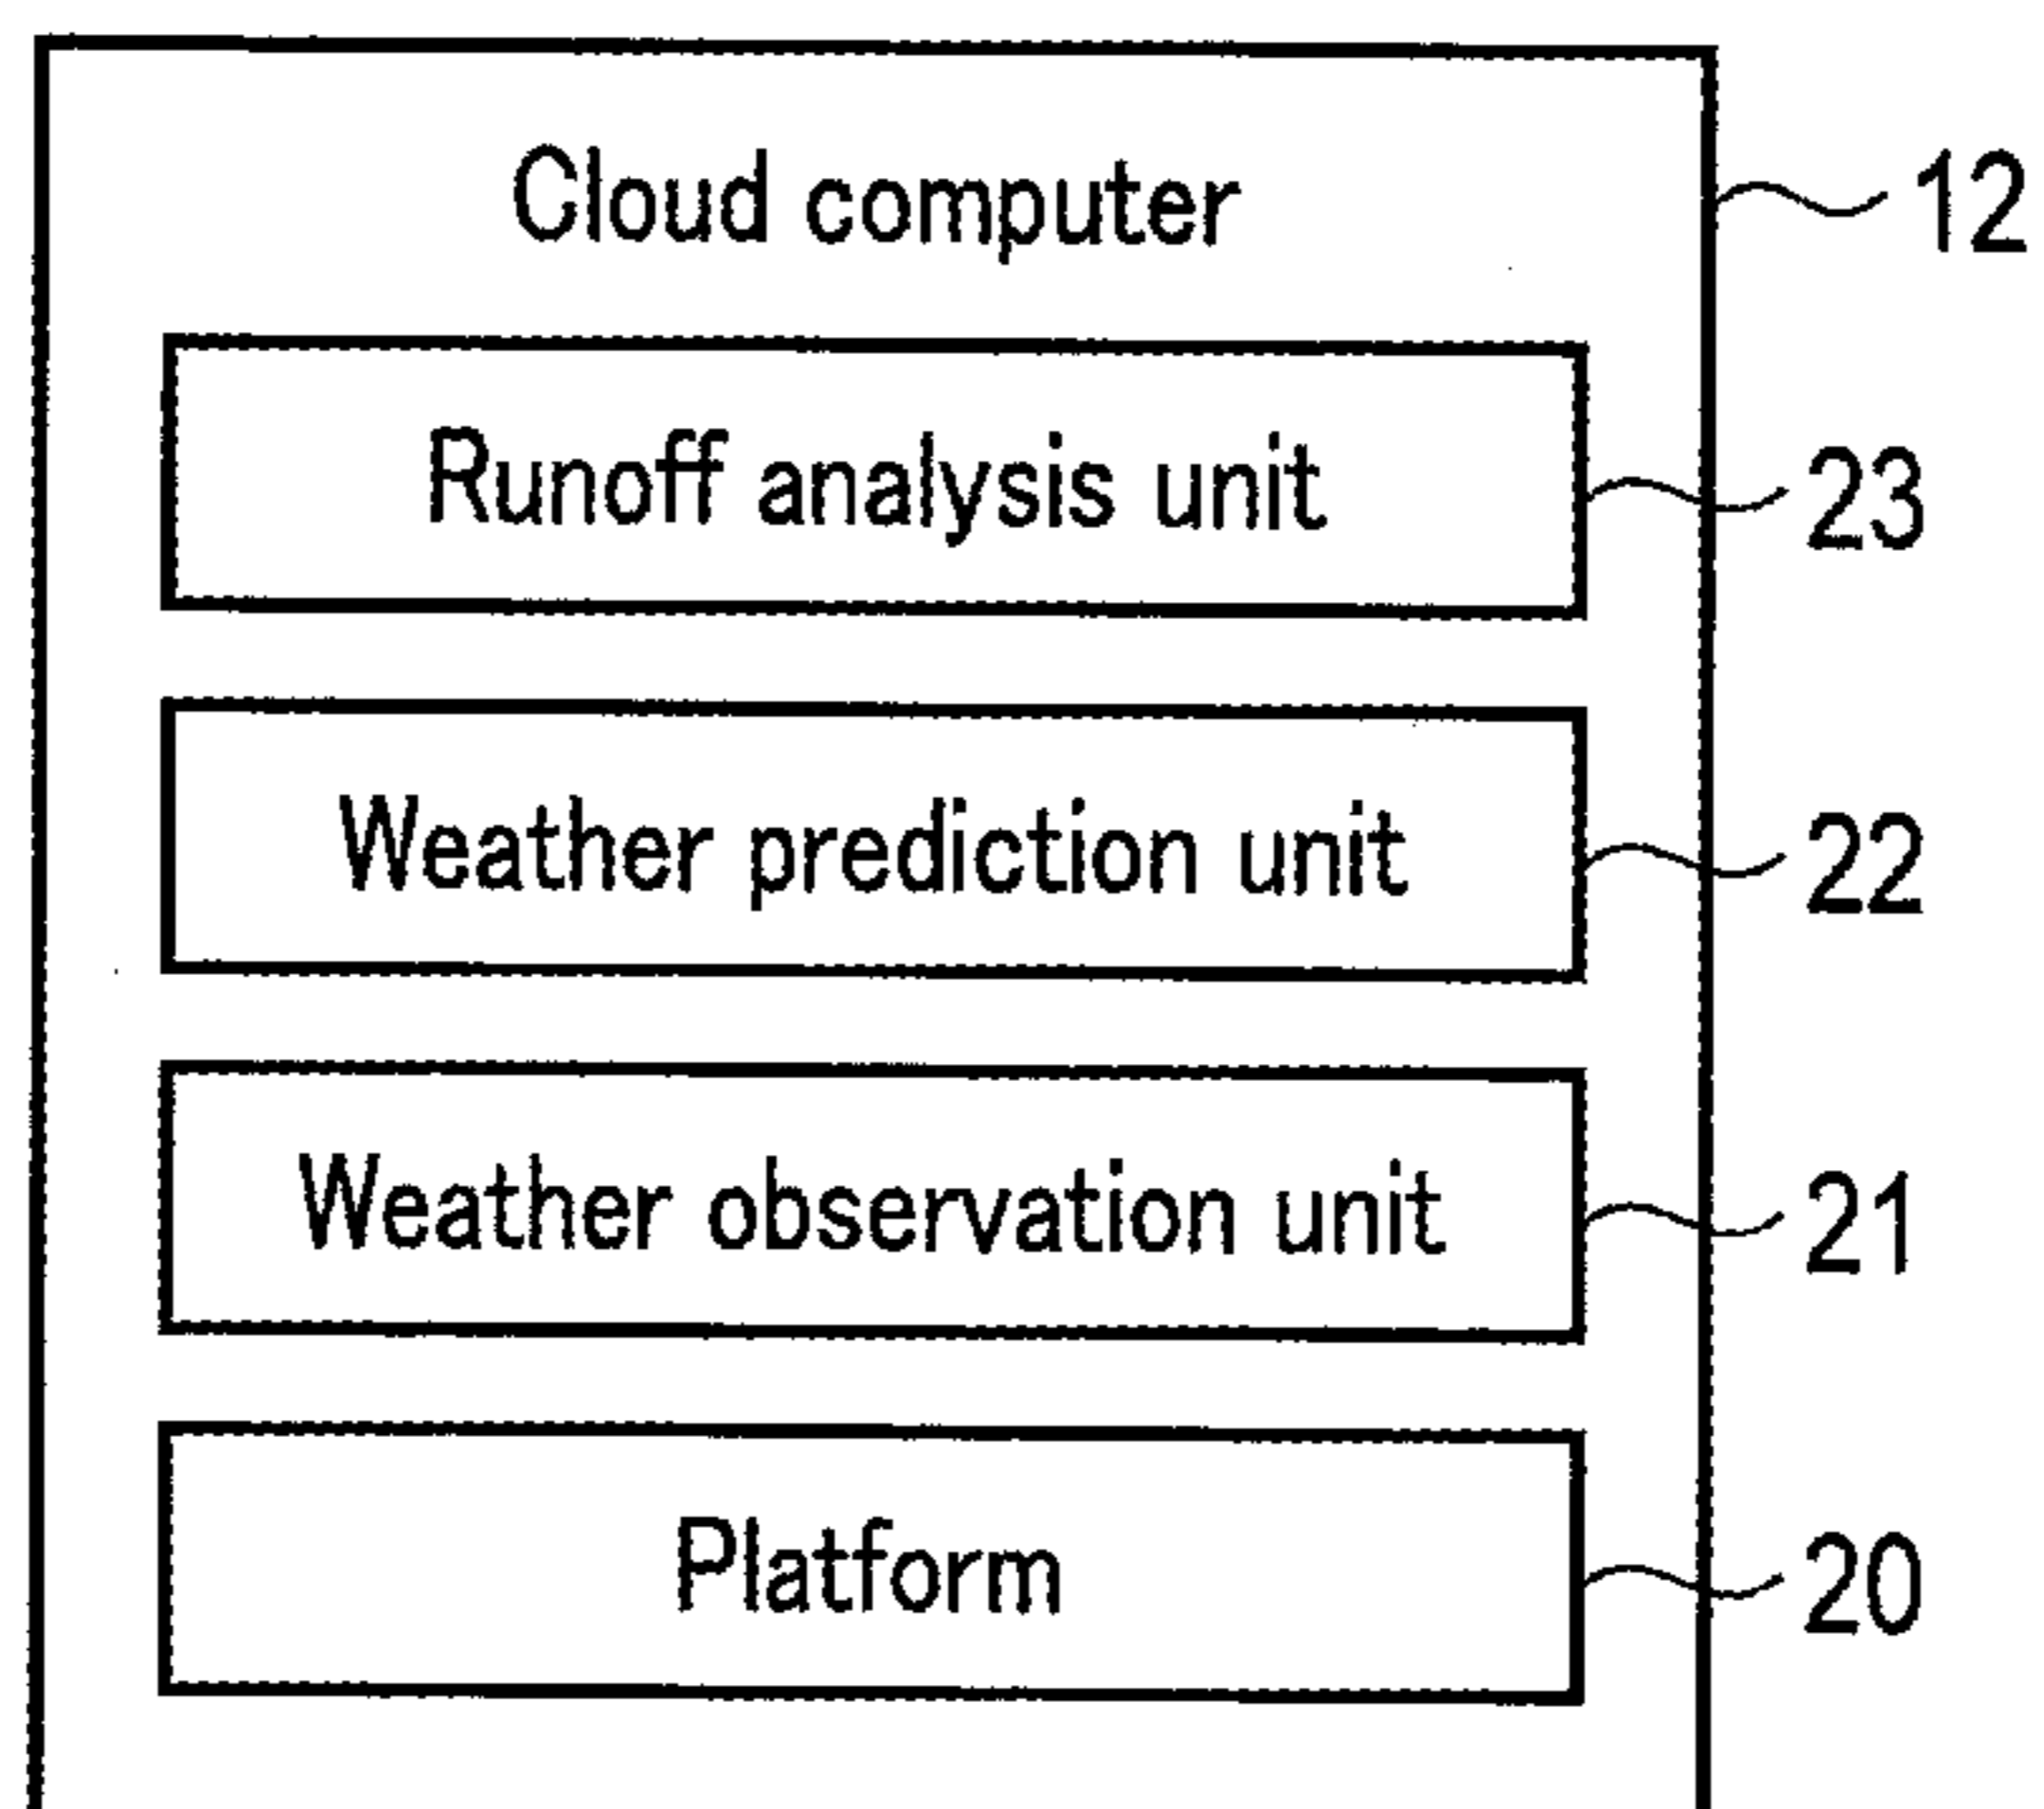 Cloud computer 12
Runoff analysis unit 23
Weather prediction unit 22
Weather observation unit 21
Platform 20